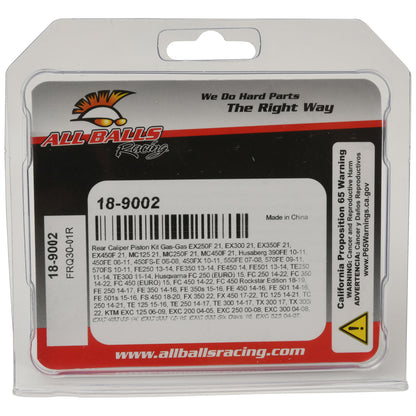 We Do Hard Parts
The Right Way
ALL BALLS
Racing
18-9002
Made in China
Rear Caliper Piston Kit Gas-Gas EX250F 21, EX300 21, EX350F 21,
EX450F 21, MC125 21, MC250F 21, MC450F 21, Husaberg 390FE 10-11,
450FE 06-11, 450FS-E 06-08, 450FX 10-11, 550FE 07-08, 570FE 09-11,
570FS 10-11, FE250 13-14, FE350 13-14, FE450 14, FE501 13-14, TE250
11-14, TE300 11-14, Husqvarna FC 250 (EURO) 15, FC 250 14-22, FC 350
14-22, FC 450 (EURO) 15, FC 450 14-22, FC 450 Rockstar Edition 18-19,
FE 250 14-17, FE 350 14-16, FE 350s 15-16, FE 450 14-16, FE 501 14-16,
FE 501s 15-16, FS 450 18-20, FX 350 22, FX 450 17-22, TC 125 14-21,
TC 250 14-21, TE 125 15-16, TE 250 14-17, TE 300 14-17, TX 300 17, TX 300
22, KTM EXC 125 06-09, EXC 200 04-05, EXC 250 00-08, EXC 300 04-08,
18-9002
FRQ30-01R
California Proposition 65 Warning
WARNING: Cancer and Reproductive Harm
ADVERTENCIA: Cáncer y Daños Reproductivos
www.P65Warnings.ca.gov
www.allballsracing.com